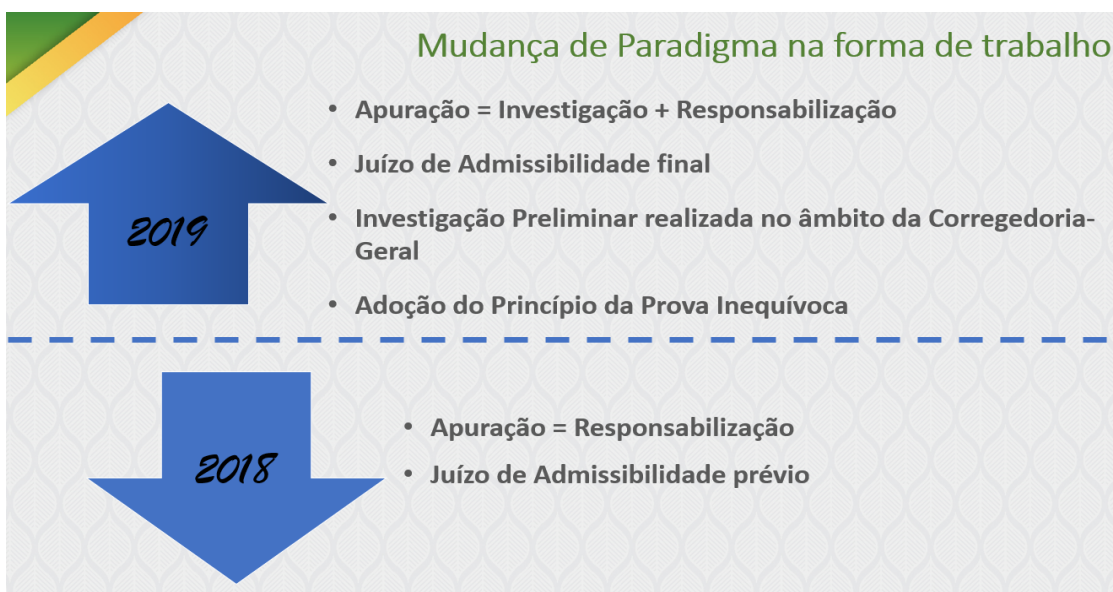 Mudança de Paradigma na forma de trabalho
• Apuração = Investigação + Responsabilização
• Juízo de Admissibilidade final
2019
• Investigação Preliminar realizada no âmbito da Corregedoria-
Geral
• Adoção do Princípio da Prova Inequívoca
• Apuração = Responsabilização
2018
• Juízo de Admissibilidade prévio